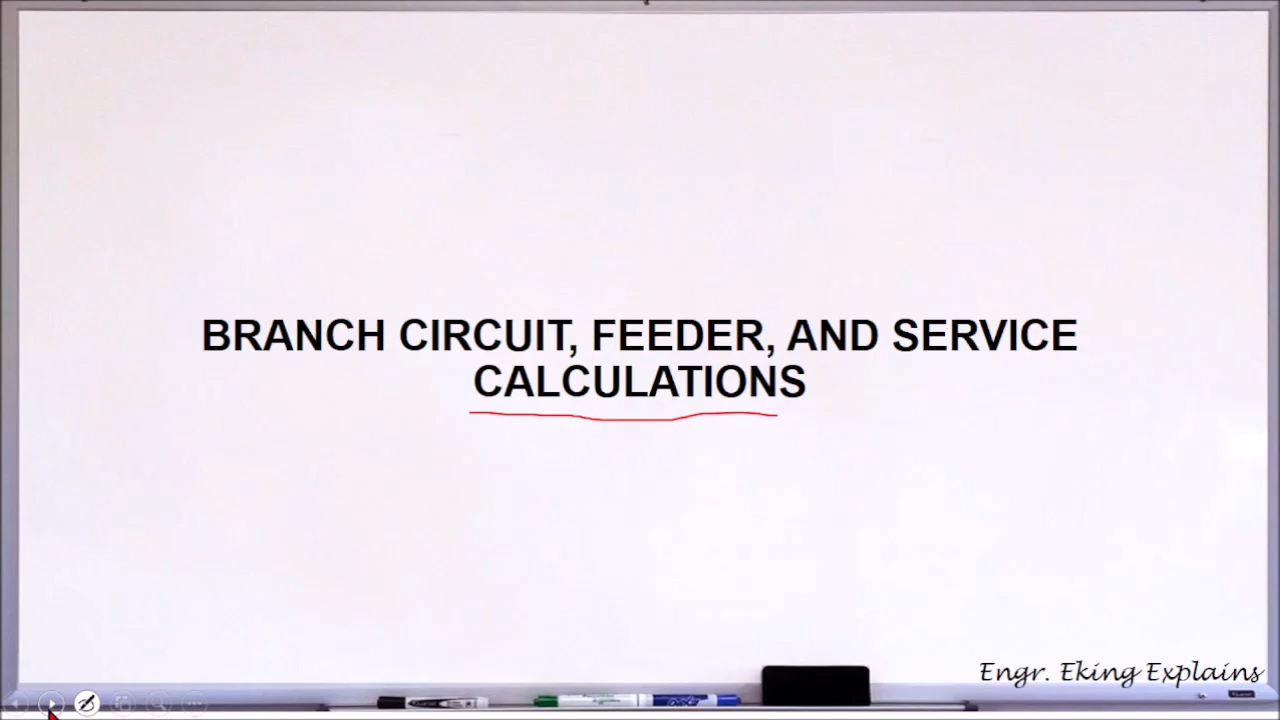 BRANCH CIRCUIT, FEEDER, AND SERVICE
CALCULATIONS
Engr. Eking Explains